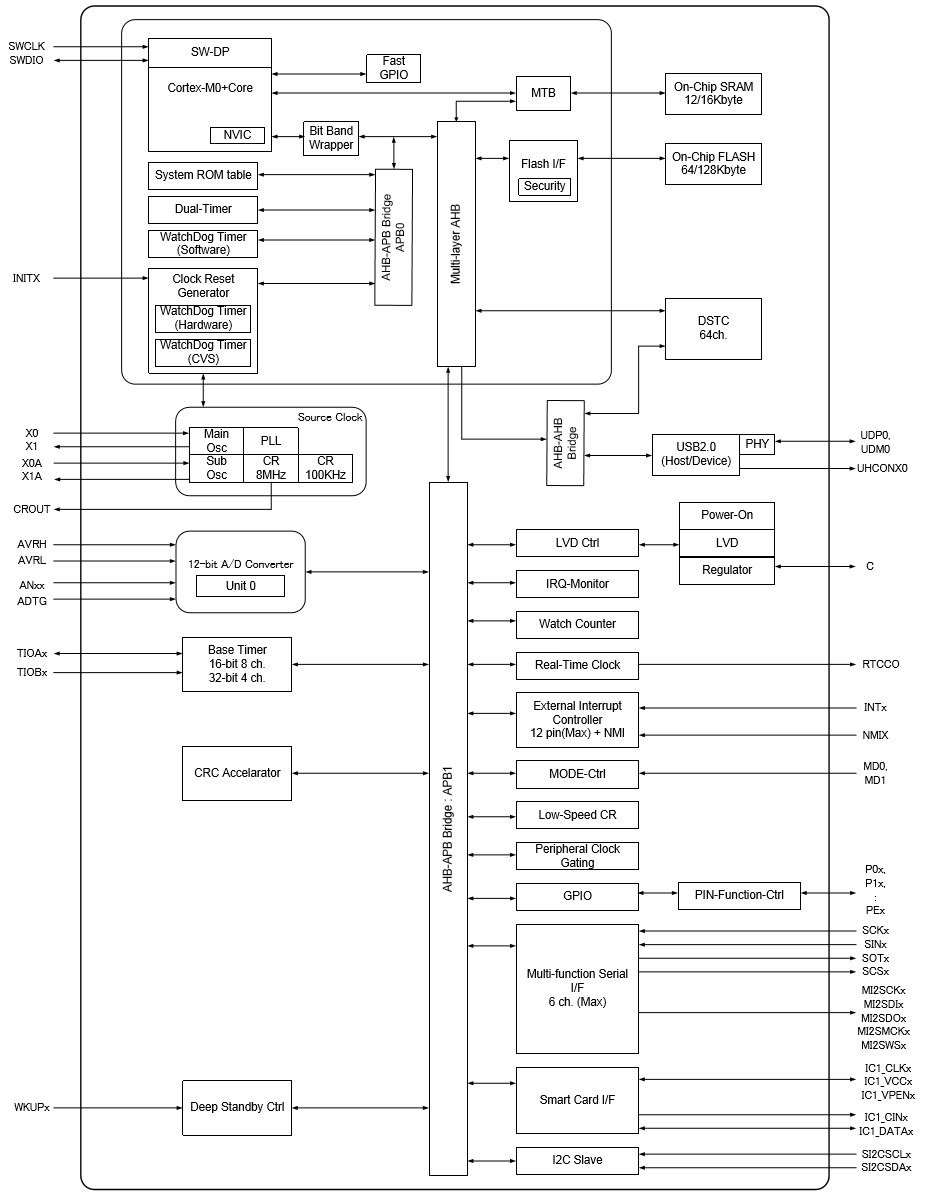 SWCLK
SWDIO
SW-DP
Cortex-M0+Core
NVIC
Fast
GPIO
Bit Band
Wrapper
MTB
On-Chip SRAM
12/16Kbyte
Flash I/F
Security
On-Chip FLASH
64/128Kbyte
System ROM table
Dual-Timer
WatchDog Timer
(Software)
AHB-APB Bridge
APB0
Multi-layer AHB
INITX
Clock Reset
Generator
WatchDog Timer
(Hardware)
WatchDog Timer
(CVS)
DSTC
64ch.
Source Clock
X0
X1
X0A
X1A
Main
Osc
PLL
Sub
Osc
CR
8MHz
CR
100KHz
CROUT
AHB-AHB
Bridge
USB2.0
(Host/Device)
PHY
UDP0,
UDM0
UHCONX0
AVRH
AVRL
ANxx
ADTG
12-bit A/D Converter
Unit 0
LVD Ctrl
Power-On
LVD
Regulator
C
IRQ-Monitor
Watch Counter
TIOAx
TIOBx
Base Timer
16-bit 8 ch.
32-bit 4 ch.
Real-Time Clock
RTCCO
External Interrupt
Controller
12 pin(Max) + NMI
INTx
NMIX
CRC Accelarator
AHB-APB Bridge : APB1
MODE-Ctrl
MD0,
MD1
Low-Speed CR
Peripheral Clock
Gating
GPIO
PIN-Function-Ctrl
P0x,
P1x,
:
PEx
Multi-function Serial
I/F
6 ch. (Max)
SCKx
SINx
SOTx
SCSx
MI2SCKx
MI2SDIx
MI2SDOx
MI2SMCKx
MI2SWSx
WKUPx
Deep Standby Ctrl
Smart Card I/F
IC1_CLKx
IC1_VCCx
IC1_VPENx
IC1_CINx
IC1_DATAx
I2C Slave
SI2CSCLx
SI2CSDAx